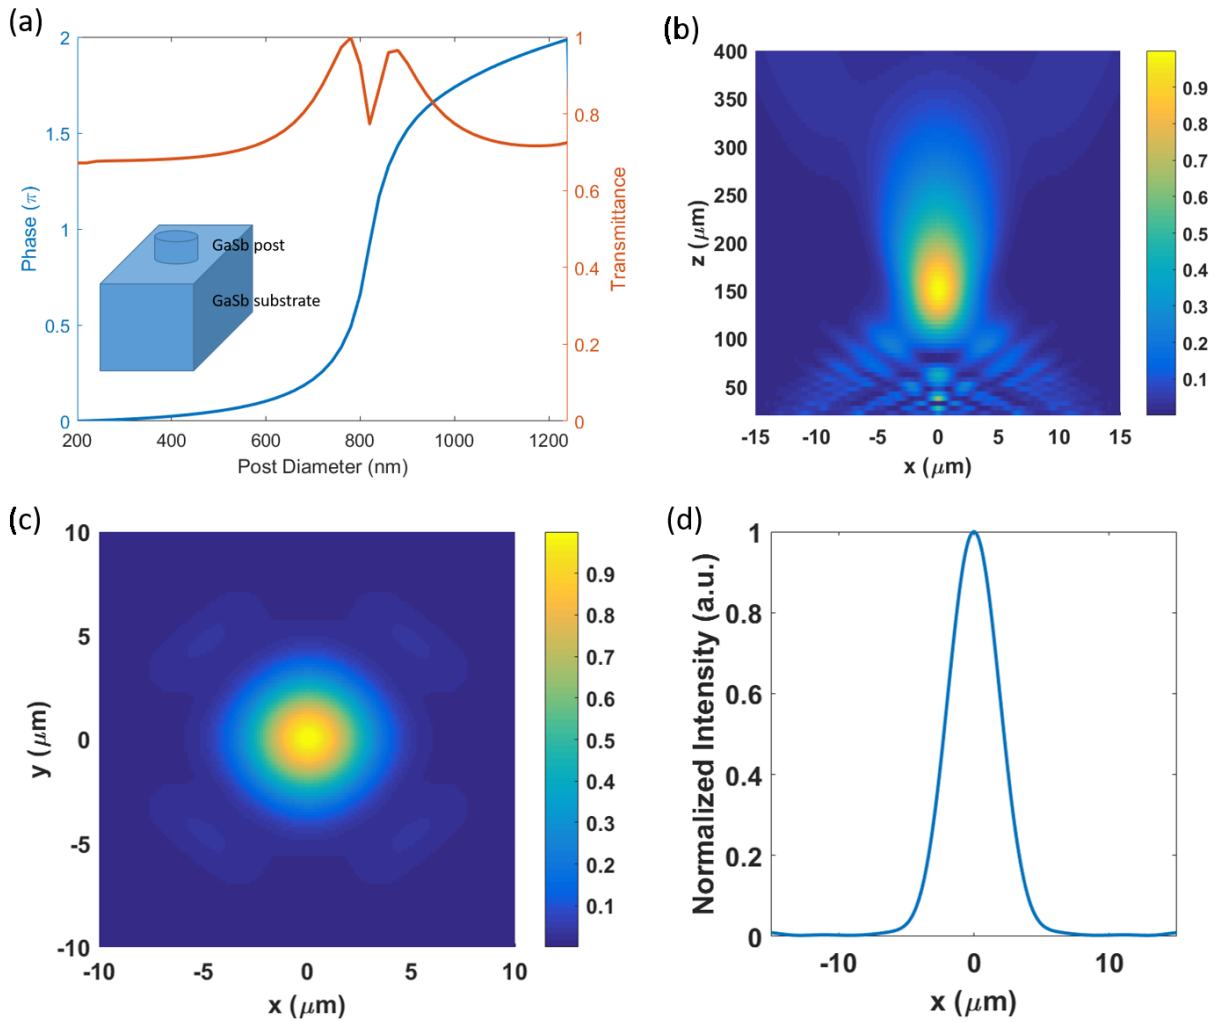 (a)
2
1.5
1
0.5
0
Phase (π)
1
0.8
0.6
0.4
0.2
0
Transmittance
GaSb post
GaSb substrate
200 400 600 800 1000 1200
Post Diameter (nm)
(b)
400
350
300
250
200
150
100
50
z (μm)
-15 -10 -5 0 5 10 15
x (μm)
0.9
0.8
0.7
0.6
0.5
0.4
0.3
0.2
0.1
(c)
10
5
0
-5
-10
y (μm)
-10 -5 0 5 10
x (μm)
0.9
0.8
0.7
0.6
0.5
0.4
0.3
0.2
0.1
(d)
1
0.8
0.6
0.4
0.2
0
Normalized Intensity (a.u.)
-10 0 10
x (μm)